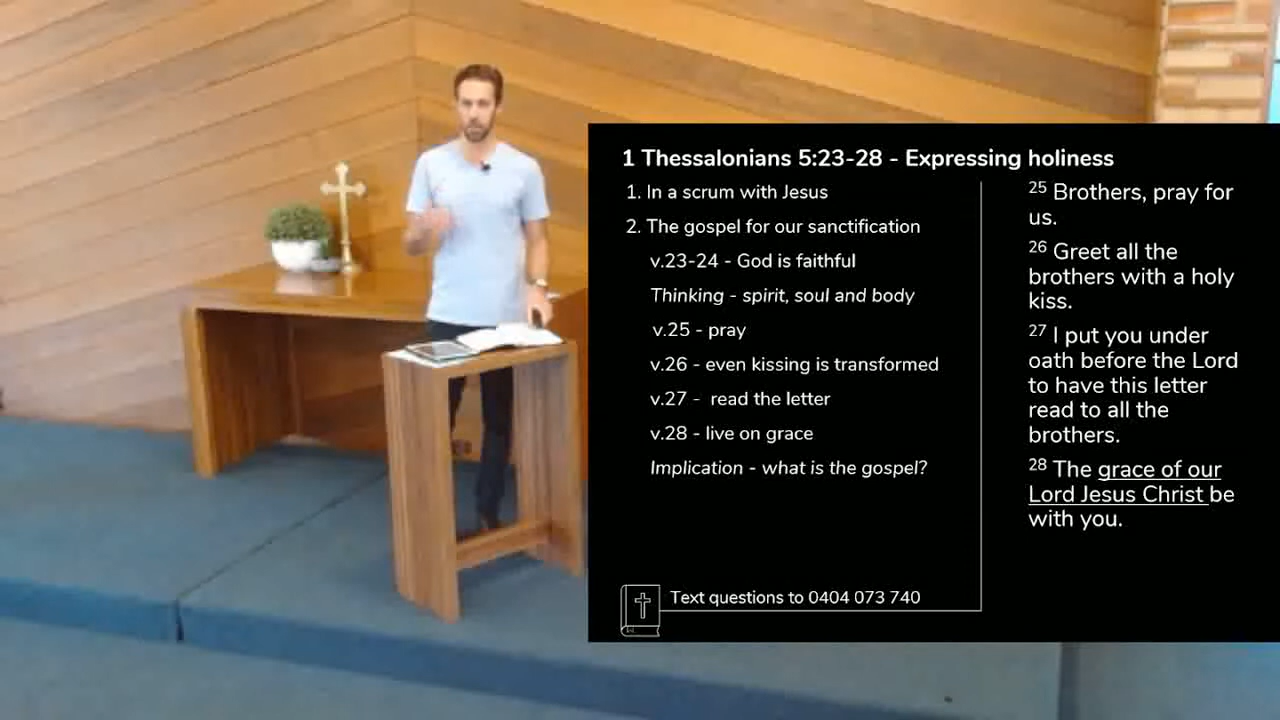 1 Thessalonians 5:23-28 - Expressing holiness
1. In a scrum with Jesus
2. The gospel for our sanctification
v.23-24 - God is faithful
Thinking - spirit, soul and body
v.25 - pray
v.26 - even kissing is transformed
v.27 - read the letter
v.28 - live on grace
Implication - what is the gospel?
Text questions to 0404 073 740
25 Brothers, pray for
us.
26 Greet all the
brothers with a holy
kiss.
27 I put you under
oath before the Lord
to have this letter
read to all the
brothers.
28 The grace of our
Lord Jesus Christ be
with you.